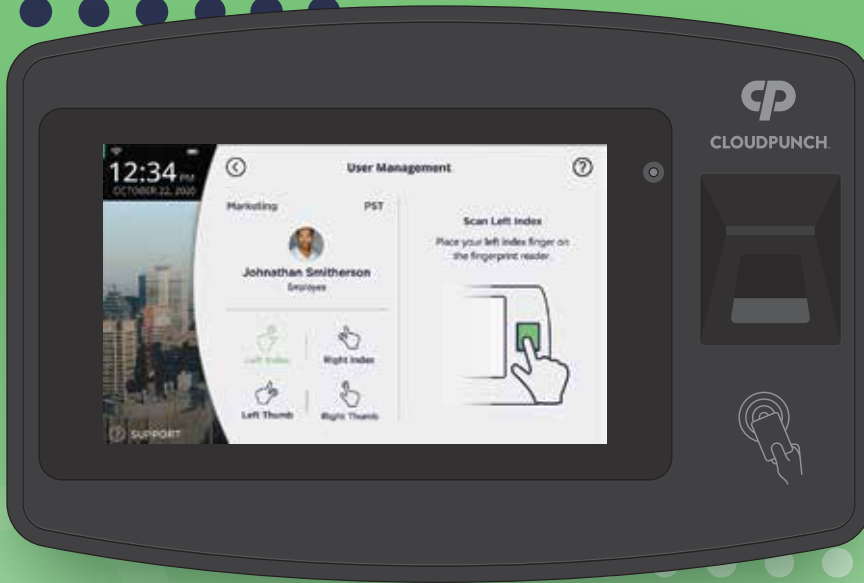 CLOUDPUNCH
12:34 PM
OCTOBER 22, 2020
User Management
?
Marketing
PST
Johnathan Smitherson
Employee
Left Index
Right Index
Left Thumb
Right Thumb
Scan Left Index
Place your left index finger on
the fingerprint reader.
? SUPPORT